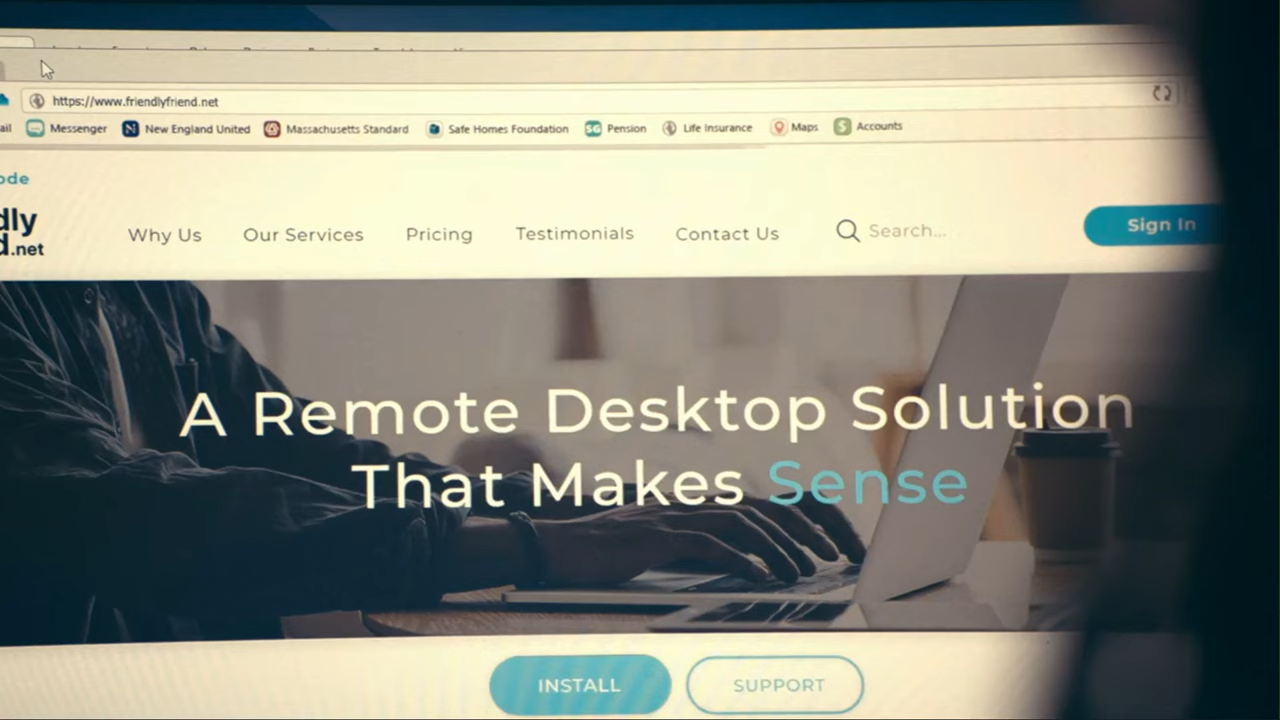 https://www.friendlyfriend.net
Messenger New England United Massachusetts Standard Safe Homes Foundation SG Pension Life Insurance Maps $ Accounts
Why Us Our Services Pricing Testimonials Contact Us Search... Sign In
.net
A Remote Desktop Solution
That Makes Sense
INSTALL SUPPORT